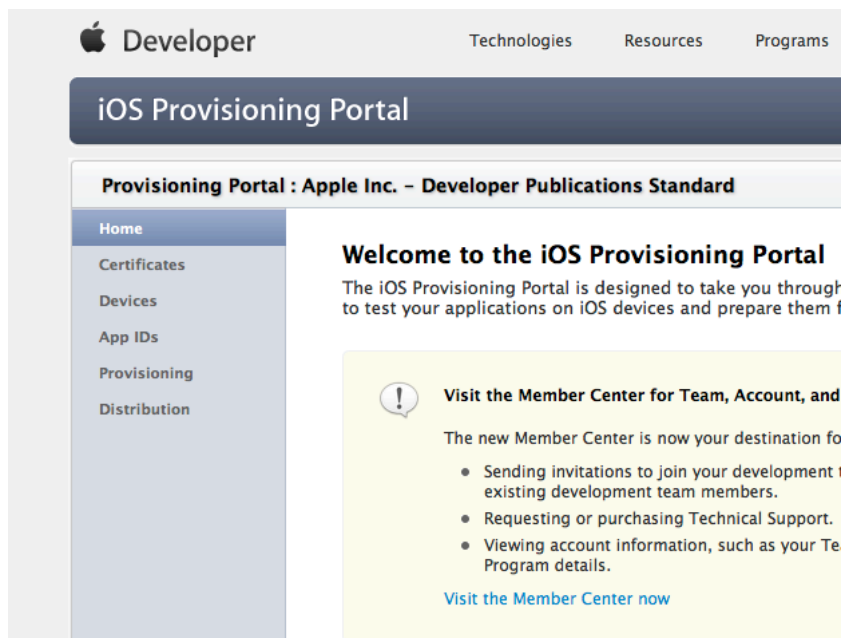 Developer
Technologies
Resources
Programs
iOS Provisioning Portal
Provisioning Portal : Apple Inc. – Developer Publications Standard
Home
Certificates
Devices
App IDs
Provisioning
Distribution
Welcome to the iOS Provisioning Portal
The iOS Provisioning Portal is designed to take you through
to test your applications on iOS devices and prepare them
Visit the Member Center for Team, Account, and
The new Member Center is now your destination
Sending invitations to join your development
existing development team members.
Requesting or purchasing Technical Support.
Viewing account information, such as your
Program details.
Visit the Member Center now